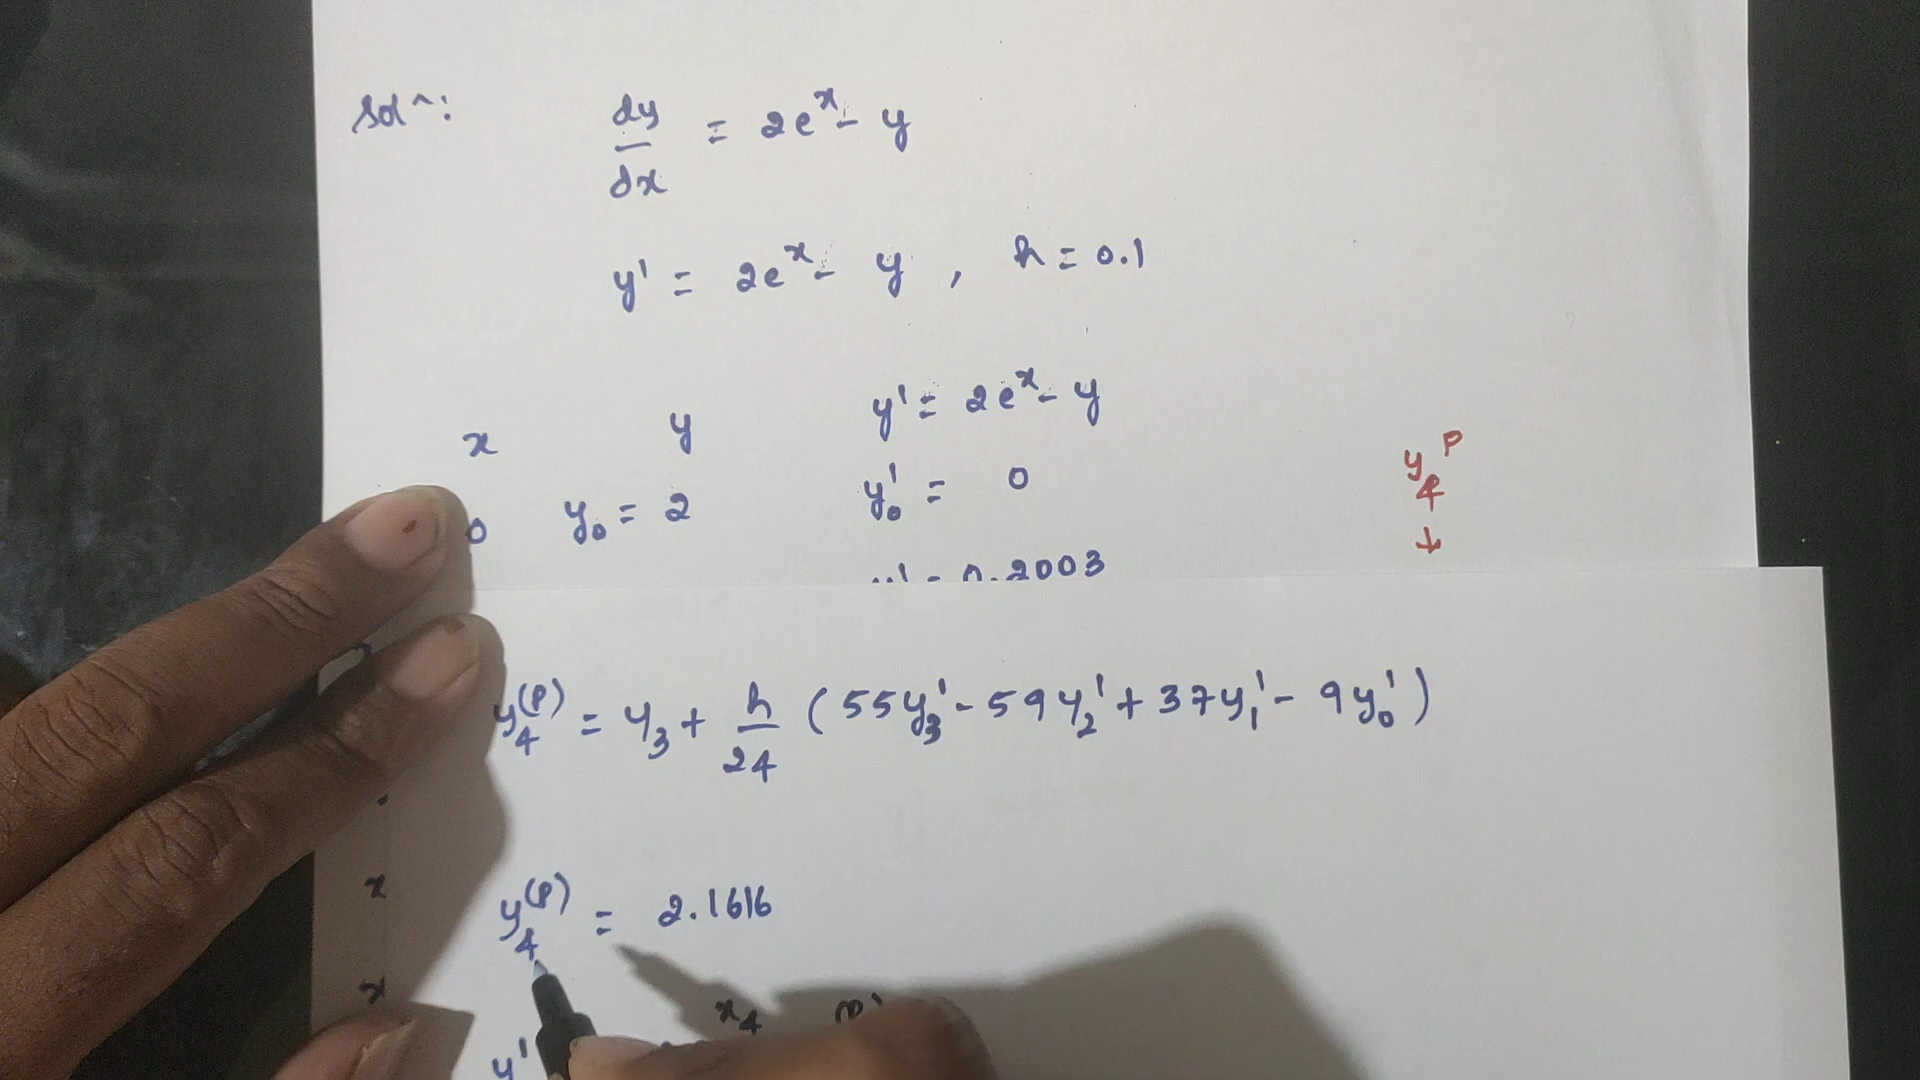 Sol^n:
dy/dx = 2e^x - y
y' = 2e^x - y , h = 0.1
x y y' = 2e^x - y
0 y_0 = 2 y_0' = 0
y_4^P
↓
y' = 0.2003
y_4^(P) = y_3 + h/24 (55y_3' - 59y_2' + 37y_1' - 9y_0')
x
y_4^(P) = 2.1616
x
x_4
y'